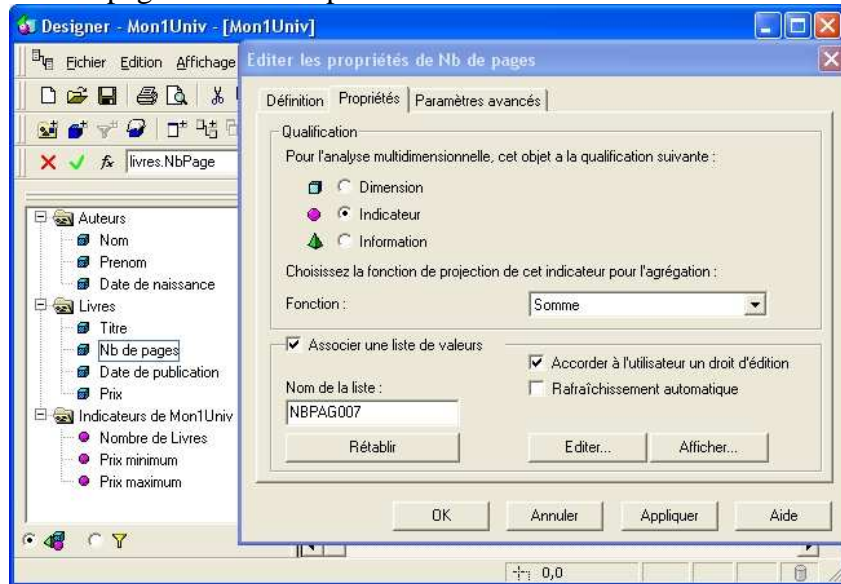 Designer - Mon1Univ - [Mon1Univ]
Fichier Edition Affichage
livres.NbPage
Auteurs
Nom
Prenom
Date de naissance
Livres
Titre
Nb de pages
Date de publication
Prix
Indicateurs de Mon1Univ
Nombre de Livres
Prix minimum
Prix maximum
Editer les propriétés de Nb de pages
Définition Propriétés Paramètres avancés
Qualification
Pour l'analyse multidimensionnelle, cet objet a la qualification suivante :
Dimension
Indicateur
Information
Choisissez la fonction de projection de cet indicateur pour l'agrégation :
Fonction : Somme
Associer une liste de valeurs
Accorder à l'utilisateur un droit d'édition
Nom de la liste : Rafraîchissement automatique
NBPAG007
Rétablir Editer... Afficher...
OK Annuler Appliquer Aide
0,0